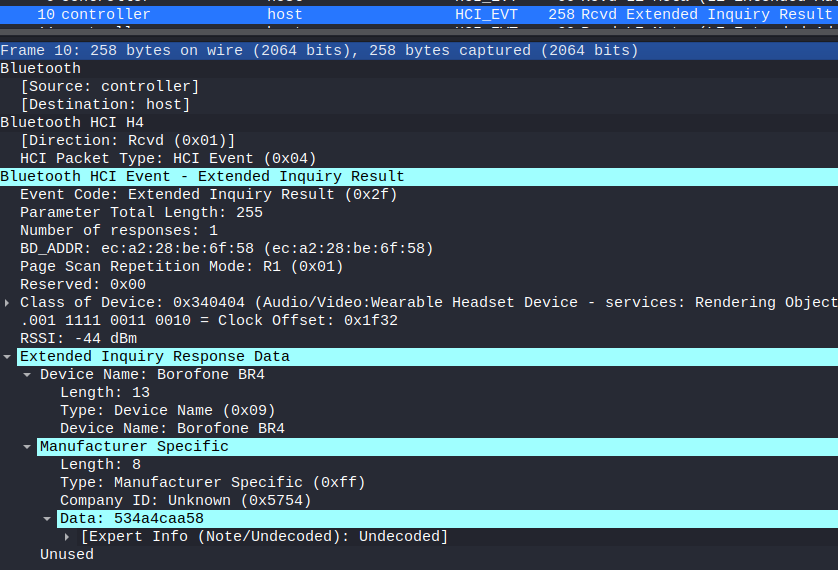 10 controller host HCI_EVT 258 Rcvd Extended Inquiry Result
Frame 10: 258 bytes on wire (2064 bits), 258 bytes captured (2064 bits)
Bluetooth
[Source: controller]
[Destination: host]
Bluetooth HCI H4
[Direction: Rcvd (0x01)]
HCI Packet Type: HCI Event (0x04)
Bluetooth HCI Event - Extended Inquiry Result
Event Code: Extended Inquiry Result (0x2f)
Parameter Total Length: 255
Number of responses: 1
BD_ADDR: ec:a2:28:be:6f:58 (ec:a2:28:be:6f:58)
Page Scan Repetition Mode: R1 (0x01)
Reserved: 0x00
Class of Device: 0x340404 (Audio/Video:Wearable Headset Device - services: Rendering Object
.001 1111 0011 0010 = Clock Offset: 0x1f32
RSSI: -44 dBm
Extended Inquiry Response Data
Device Name: Borofone BR4
Length: 13
Type: Device Name (0x09)
Device Name: Borofone BR4
Manufacturer Specific
Length: 8
Type: Manufacturer Specific (0xff)
Company ID: Unknown (0x5754)
Data: 534a4caa58
[Expert Info (Note/Undecoded): Undecoded]
Unused